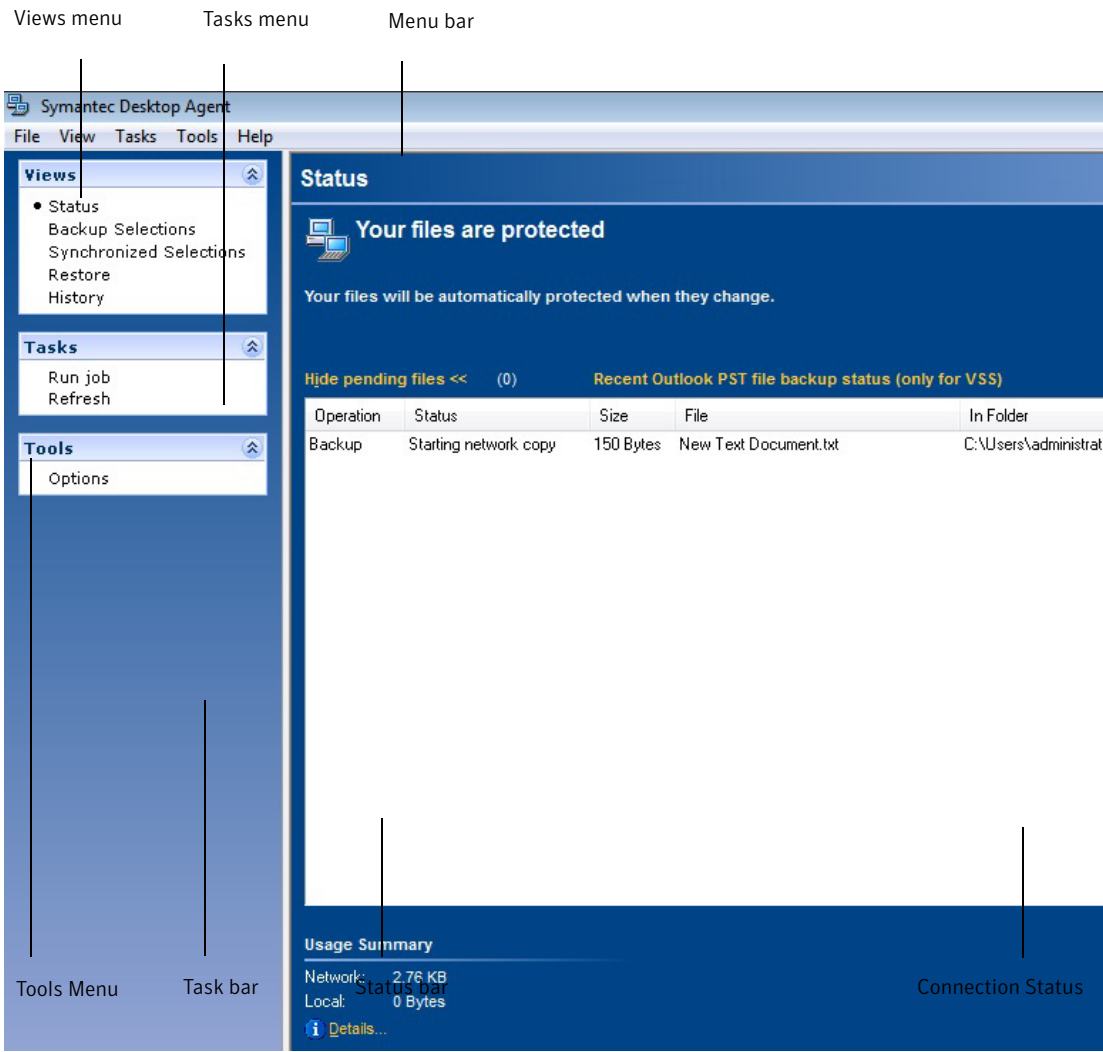 Views menu
Tasks menu
Menu bar
Symantec Desktop Agent
File View Tasks Tools Help
Views
Status
Backup Selections
Synchronized Selections
Restore
History
Tasks
Run job
Refresh
Tools
Options
Status
Your files are protected
Your files will be automatically protected when they change.
Hide pending files << (0) Recent Outlook PST file backup status (only for VSS)
Operation Status Size File In Folder
Backup Starting network copy 150 Bytes New Text Document.txt C:\Users\administrat
Usage Summary
Network: 2.76 KB
Local: 0 Bytes
Details...
Tools Menu
Task bar
Status bar
Connection Status